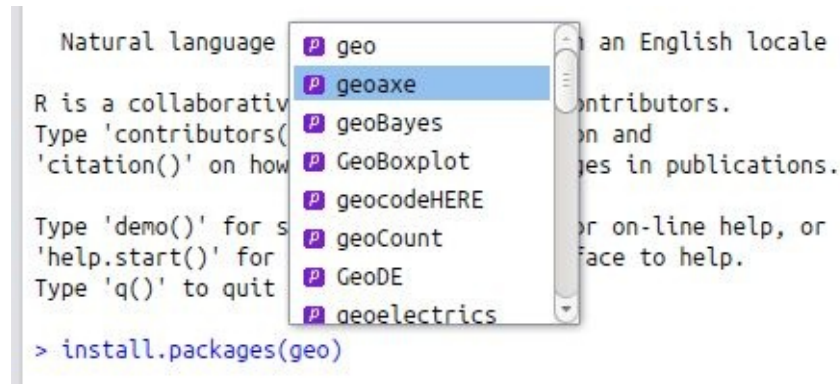 Natural language
an English locale
R is a collaborativ
ntributors.
Type 'contributors(
on and
'citation()' on how
ges in publications.
Type 'demo()' for s
or on-line help, or
'help.start()' for
face to help.
Type 'q()' to quit
> install.packages(geo)
geo
geoaxe
geoBayes
GeoBoxplot
geocodeHERE
geoCount
GeoDE
geoelectrics